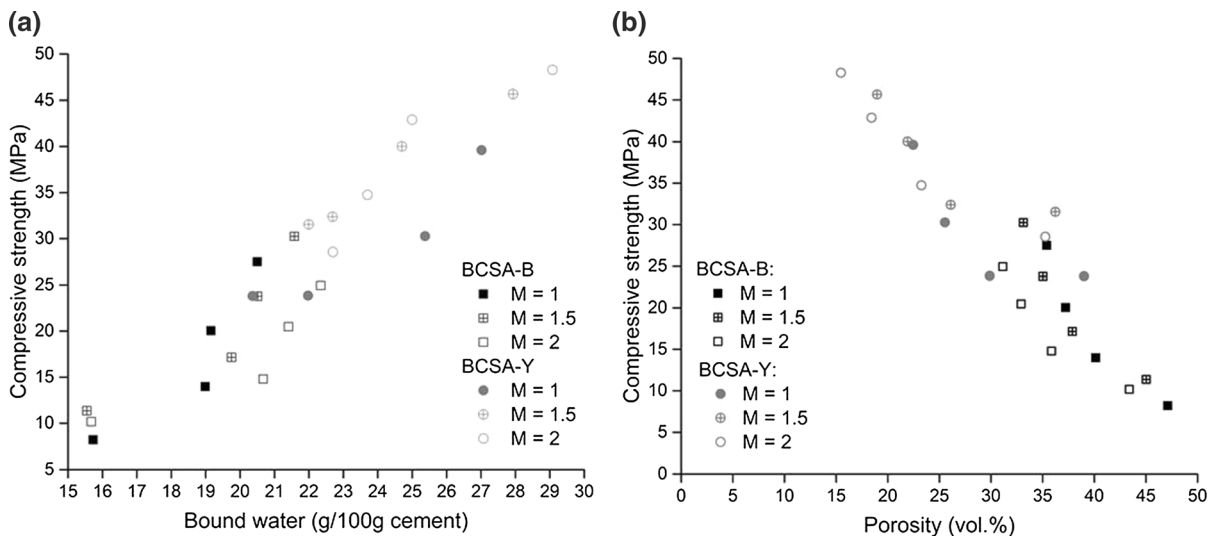 (a)
Compressive strength (MPa)
50
45
40
35
30
25
20
15
10
5
15 16 19 20 21 22 23 24 25 26 27 28 29 30
Bound water (g/100g cement)
BCSA-B
M = 1
M = 1.5
M = 2
BCSA-Y
M = 1
M = 1.5
M = 2
(b)
Compressive strength (MPa)
50
45
40
35
30
25
20
15
10
5
0
0 5 10 15 20 25 30 35 40 45 50
Porosity (vol.%)
BCSA-B:
M = 1
M = 1.5
M = 2
BCSA-Y:
M = 1
M = 1.5
M = 2